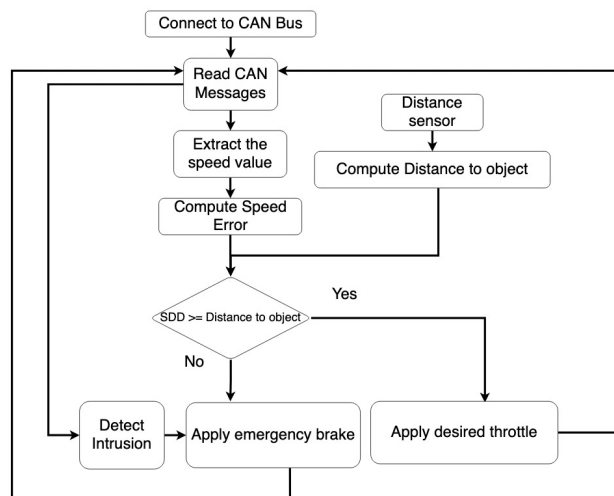 Connect to CAN Bus
Read CAN
Messages
Distance
sensor
Extract the
speed value
Compute Distance to object
Compute Speed
Error
Yes
SDD >= Distance to object
No
Detect
Intrusion
Apply emergency brake
Apply desired throttle